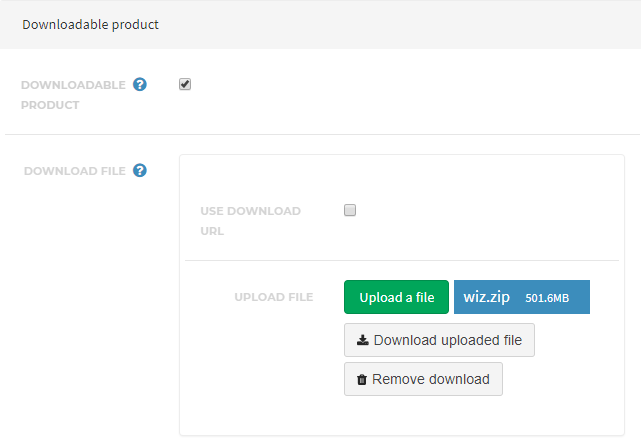 Downloadable product
DOWNLOADABLE ?
PRODUCT
DOWNLOAD FILE ?
USE DOWNLOAD
URL
UPLOAD FILE Upload a file wiz.zip 501.6MB
Download uploaded file
Remove download